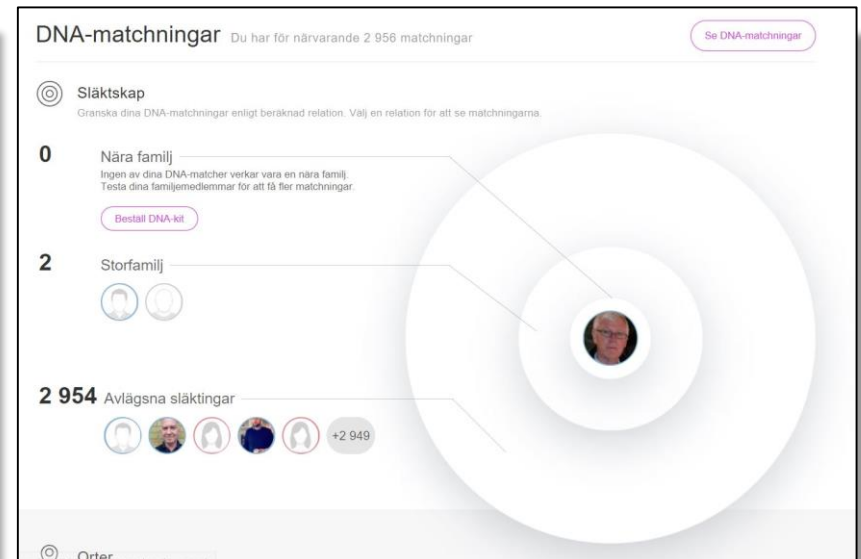 DNA-matchningar Du har för närvarande 2 956 matchningar
Se DNA-matchningar
Släktskap
Granska dina DNA-matchningar enligt beräknad relation. Välj en relation för att se matchningarna.
0 Nära familj
Ingen av dina DNA-matcher verkar vara en nära familj.
Testa dina familjemedlemmar för att få fler matchningar.
Beställ DNA-kit
2 Storfamilj
2 954 Avlägsna släktingar
+2 949
Orter